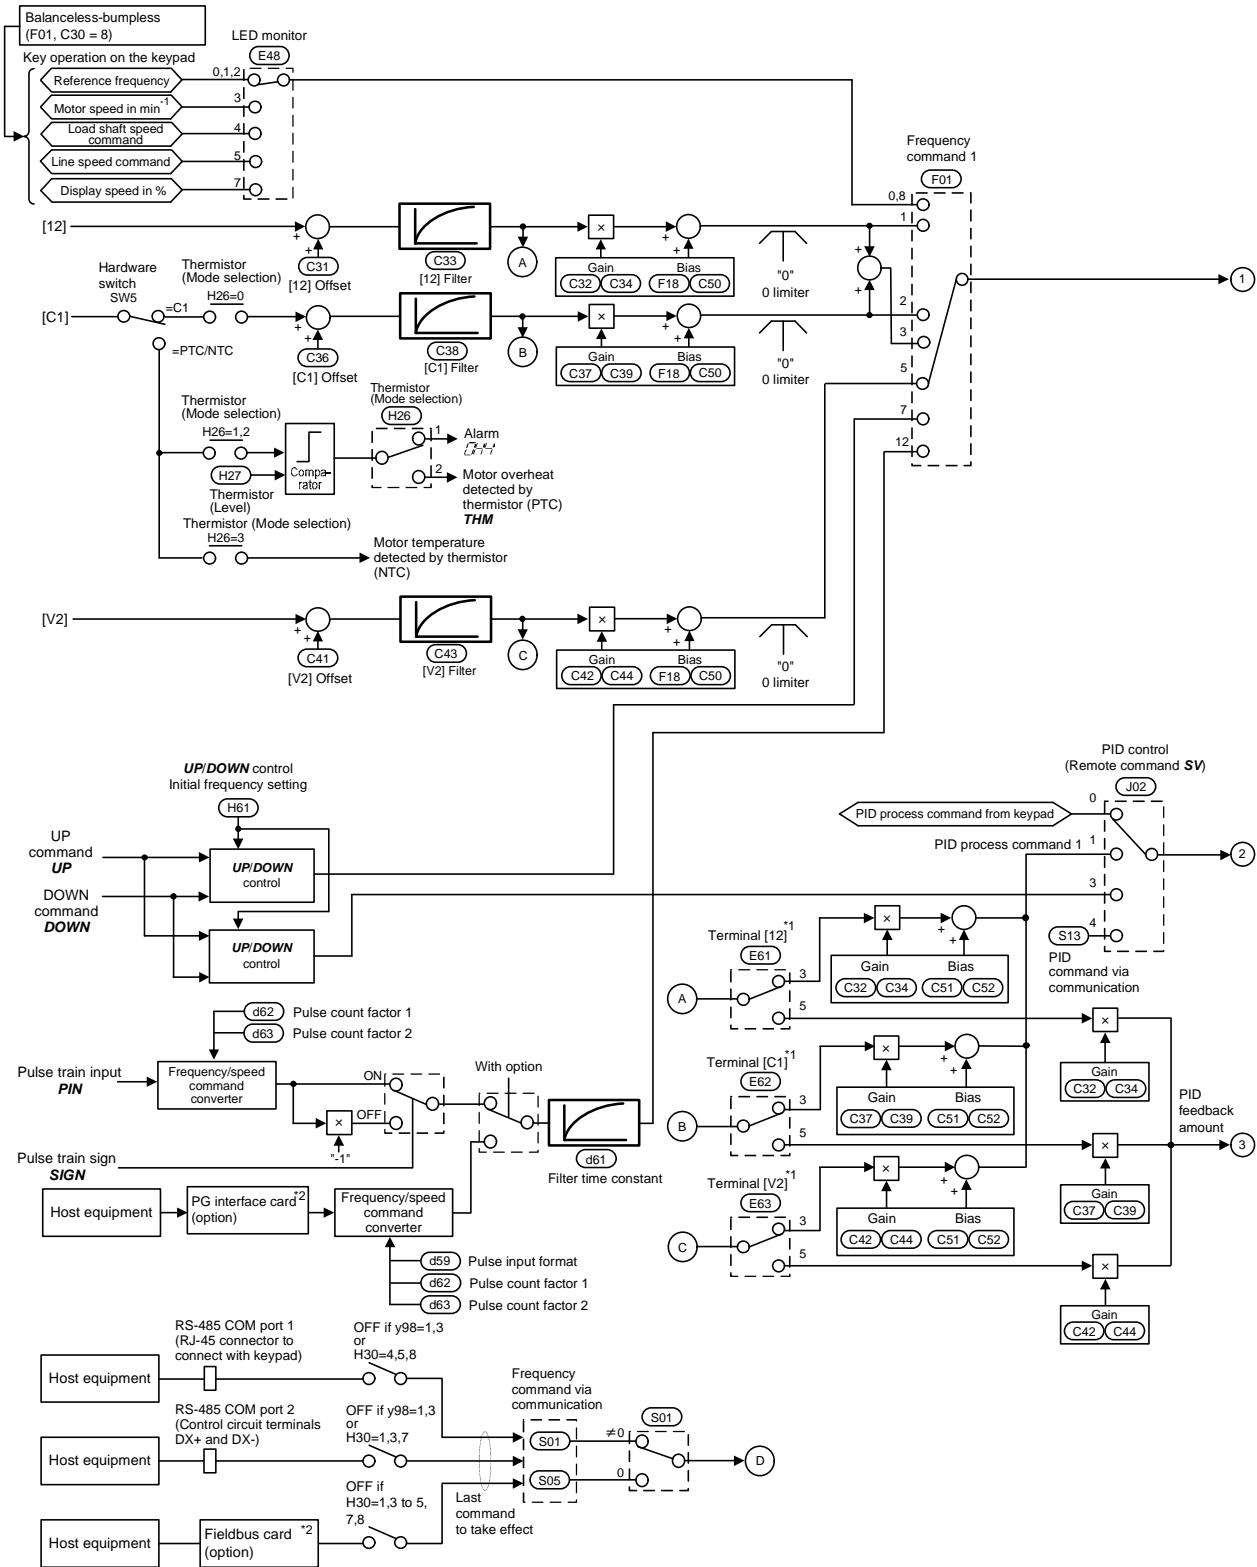 Balanceless-bumpless
(F01, C30 = 8)
Key operation on the keypad
LED monitor
E48
Reference frequency
0,1,2
Motor speed in min-1
3
Load shaft speed
command
4
Line speed command
5
Display speed in %
7
Frequency
command 1
F01
0,8
1
2
3
5
7
12
1
[12]
+
+
C31
[12] Offset
C33
[12] Filter
A
×
Gain
C32 C34
+
+
Bias
F18 C50
"0"
0 limiter
+
+
Hardware
switch
SW5
=C1
=PTC/NTC
Thermistor
(Mode selection)
H26=0
[C1]
+
+
C36
[C1] Offset
C38
[C1] Filter
B
×
Gain
C37 C39
+
+
Bias
F18 C50
"0"
0 limiter
Thermistor
(Mode selection)
H26=1,2
H27
Thermistor
(Level)
Compa-
rator
Thermistor
(Mode selection)
H26
1
Alarm
0H4
2
Motor overheat
detected by
thermistor (PTC)
THM
Thermistor (Mode selection)
H26=3
Motor temperature
detected by thermistor
(NTC)
[V2]
+
+
C41
[V2] Offset
C43
[V2] Filter
C
×
Gain
C42 C44
+
+
Bias
F18 C50
"0"
0 limiter
UP/DOWN control
Initial frequency setting
H61
UP
command
UP
DOWN
command
DOWN
UP/DOWN
control
UP/DOWN
control
PID control
(Remote command SV)
J02
0
PID process command from keypad
PID process command 1
1
3
4
S13
PID
command via
communication
2
Terminal [12]*1
E61
A
3
5
×
+
+
Gain
C32 C34
Bias
C51 C52
×
Gain
C32 C34
Terminal [C1]*1
E62
B
3
5
×
+
+
Gain
C37 C39
Bias
C51 C52
×
Gain
C37 C39
PID
feedback
amount
3
Terminal [V2]*1
E63
C
3
5
×
+
+
Gain
C42 C44
Bias
C51 C52
×
Gain
C42 C44
d62 Pulse count factor 1
d63 Pulse count factor 2
Pulse train input
PIN
Frequency/speed
command
converter
ON
OFF
×
"-1"
With option
d61
Filter time constant
Pulse train sign
SIGN
Host equipment
PG interface card*2
(option)
Frequency/speed
command
converter
d59 Pulse input format
d62 Pulse count factor 1
d63 Pulse count factor 2
RS-485 COM port 1
(RJ-45 connector to
connect with keypad)
OFF if y98=1,3
or
H30=4,5,8
Host equipment
RS-485 COM port 2
(Control circuit terminals
DX+ and DX-)
OFF if y98=1,3
or
H30=1,3,7
Host equipment
OFF if
H30=1,3 to 5,
7,8
Host equipment
Fieldbus card *2
(option)
Last
command
to take effect
Frequency
command via
communication
S01
S05
S01
≠0
0
D